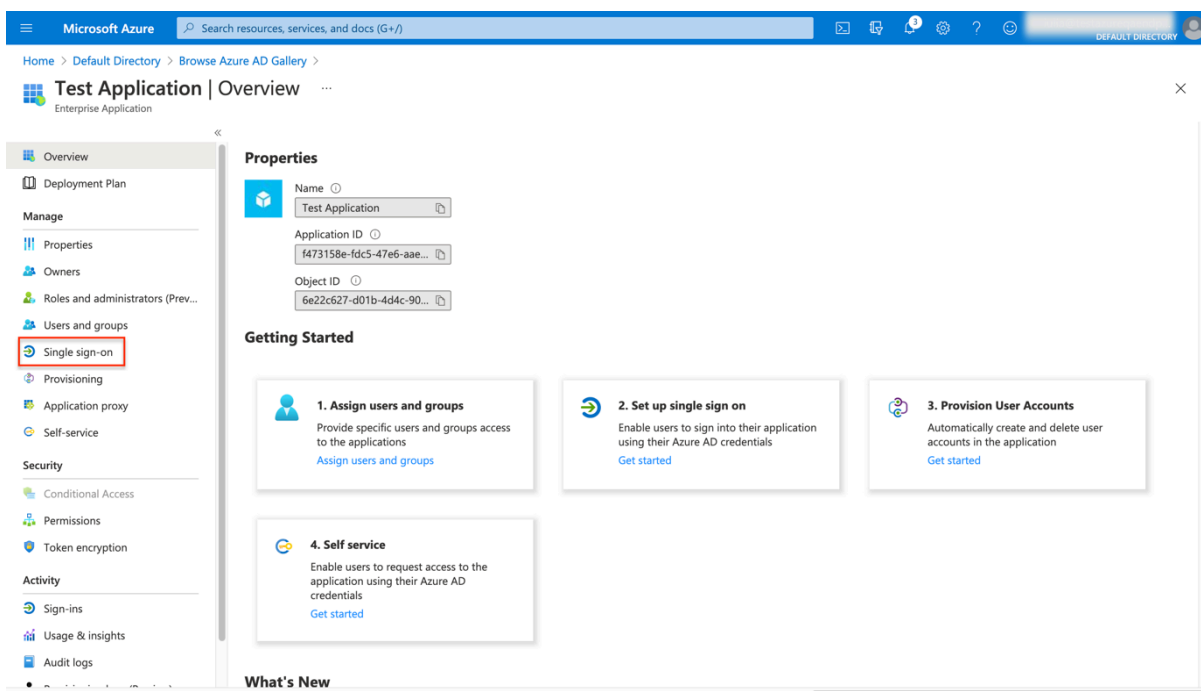 Microsoft Azure
Search resources, services, and docs (G+/)
3
DEFAULT DIRECTORY
Home > Default Directory > Browse Azure AD Gallery >
Test Application | Overview ...
Enterprise Application
«
Overview
Deployment Plan
Manage
Properties
Owners
Roles and administrators (Prev...
Users and groups
Single sign-on
Provisioning
Application proxy
Self-service
Security
Conditional Access
Permissions
Token encryption
Activity
Sign-ins
Usage & insights
Audit logs
Properties
Name
Test Application
Application ID
f473158e-fdc5-47e6-aae...
Object ID
6e22c627-d01b-4d4c-90...
Getting Started
1. Assign users and groups
Provide specific users and groups access
to the applications
Assign users and groups
2. Set up single sign on
Enable users to sign into their application
using their Azure AD credentials
Get started
3. Provision User Accounts
Automatically create and delete user
accounts in the application
Get started
4. Self service
Enable users to request access to the
application using their Azure AD
credentials
Get started
What's New